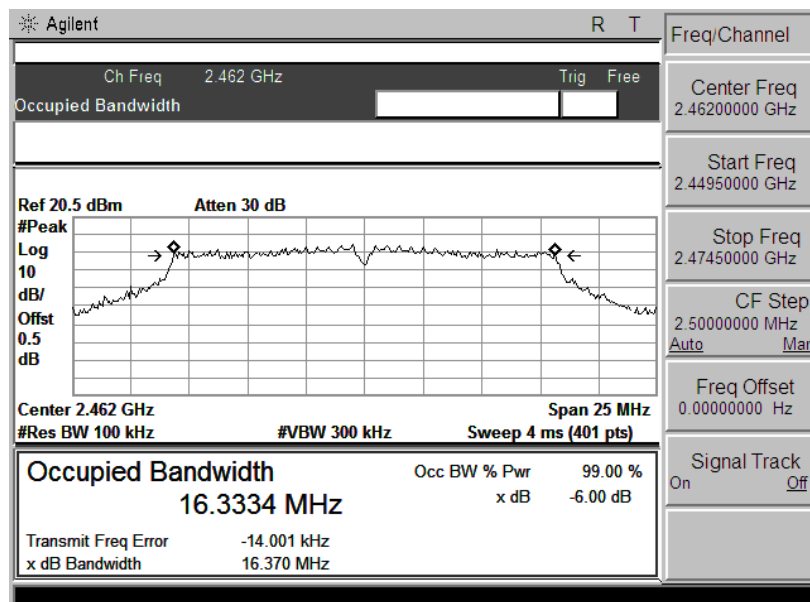 Agilent R T
Freq/Channel
Ch Freq 2.462 GHz Trig Free
Occupied Bandwidth
Center Freq
2.46200000 GHz
Start Freq
2.44950000 GHz
Stop Freq
2.47450000 GHz
CF Step
2.50000000 MHz
Auto Man
Freq Offset
0.00000000 Hz
Signal Track
On Off
Ref 20.5 dBm Atten 30 dB
#Peak
Log
10
dB/
Offst
0.5
dB
Center 2.462 GHz Span 25 MHz
#Res BW 100 kHz #VBW 300 kHz Sweep 4 ms (401 pts)
Occupied Bandwidth Occ BW % Pwr 99.00 %
16.3334 MHz x dB -6.00 dB
Transmit Freq Error -14.001 kHz
x dB Bandwidth 16.370 MHz